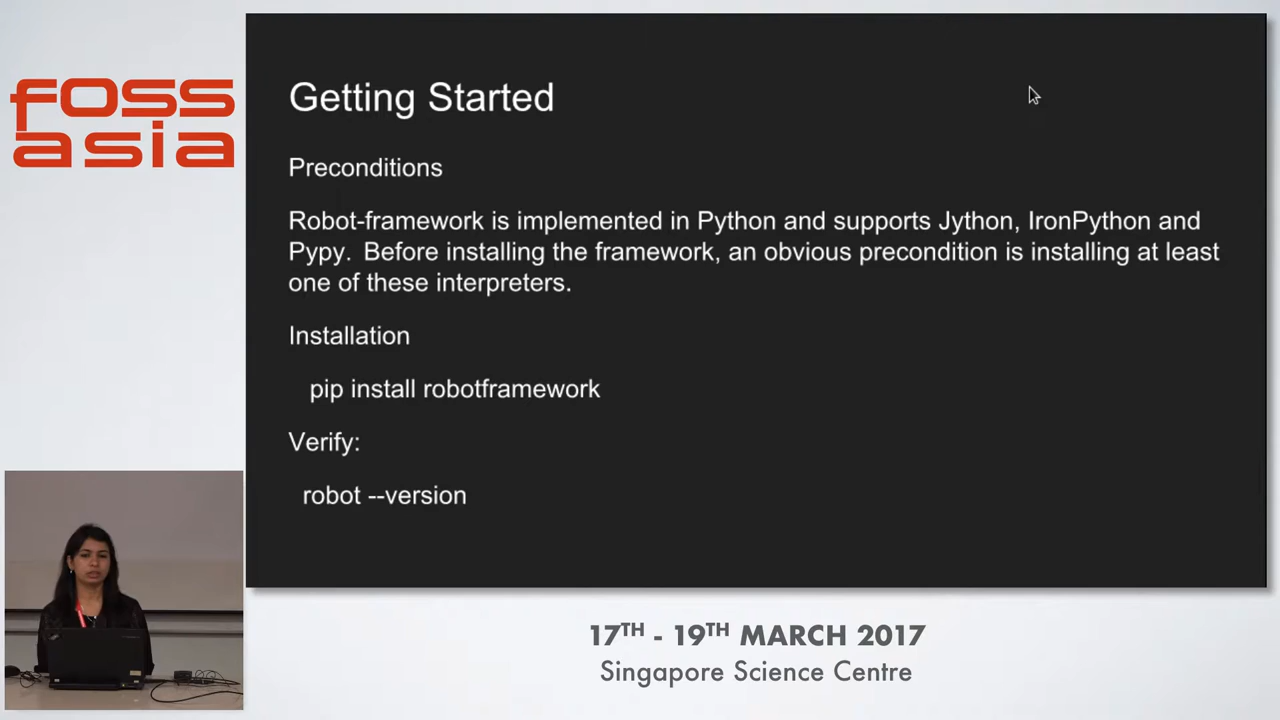 foss
asia
Getting Started
Preconditions
Robot-framework is implemented in Python and supports Jython, IronPython and
Pypy.  Before installing the framework, an obvious precondition is installing at least
one of these interpreters.
Installation
pip install robotframework
Verify:
robot --version
17TH - 19TH MARCH 2017
Singapore Science Centre